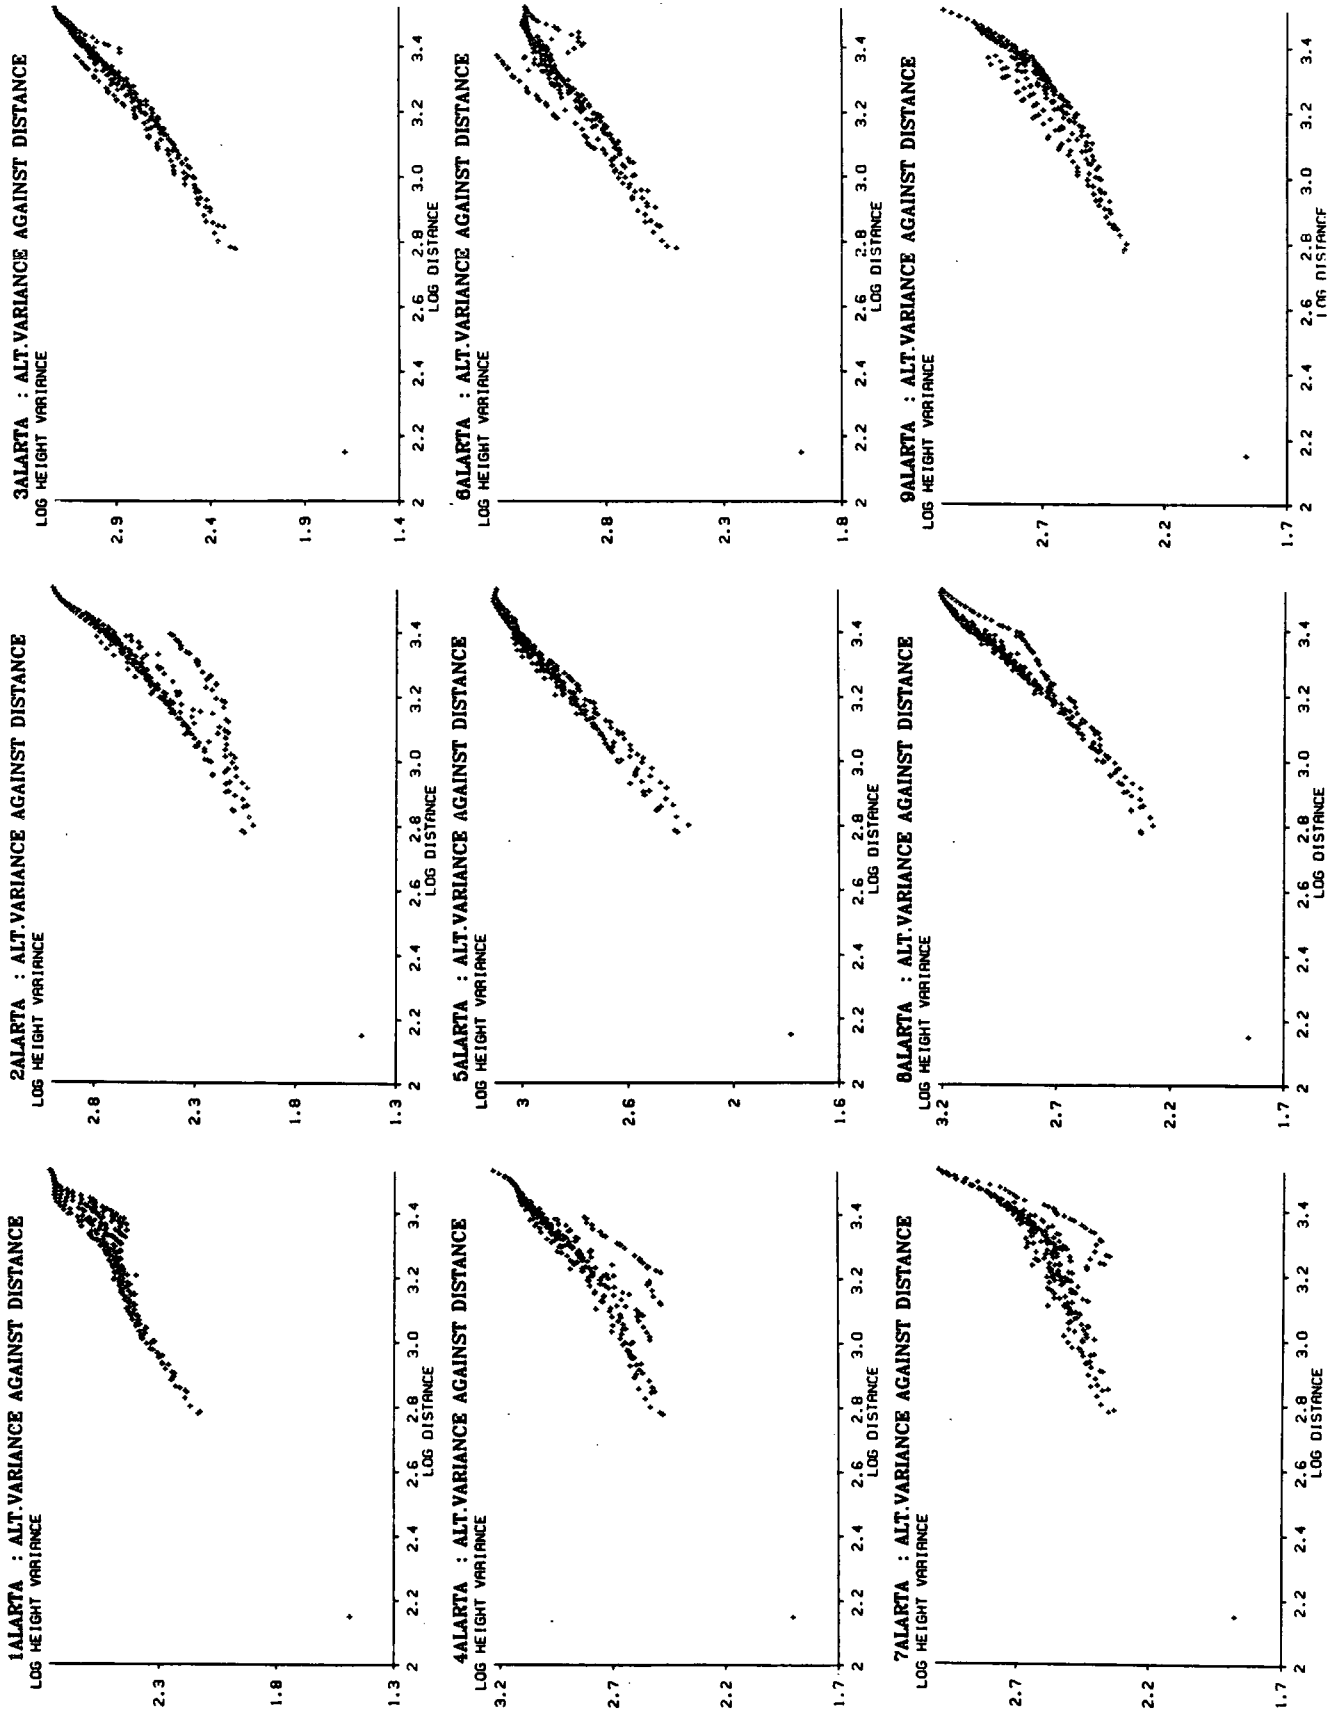 1ALARTA : ALT.VARIANCE AGAINST DISTANCE
LOG HEIGHT VARIANCE
2.3
1.8
1.3
2 2.2 2.4 2.6 2.8 3.0 3.2 3.4
LOG DISTANCE
2ALARTA : ALT.VARIANCE AGAINST DISTANCE
LOG HEIGHT VARIANCE
2.8
2.3
1.8
1.3
2 2.2 2.4 2.6 2.8 3.0 3.2 3.4
LOG DISTANCE
3ALARTA : ALT.VARIANCE AGAINST DISTANCE
LOG HEIGHT VARIANCE
2.9
2.4
1.9
1.4
2 2.2 2.4 2.6 2.8 3.0 3.2 3.4
LOG DISTANCE
4ALARTA : ALT.VARIANCE AGAINST DISTANCE
LOG HEIGHT VARIANCE
3.2
2.7
2.2
1.7
2 2.2 2.4 2.6 2.8 3.0 3.2 3.4
LOG DISTANCE
5ALARTA : ALT.VARIANCE AGAINST DISTANCE
LOG HEIGHT VARIANCE
3
2.6
2
1.6
2 2.2 2.4 2.6 2.8 3.0 3.2 3.4
LOG DISTANCE
6ALARTA : ALT.VARIANCE AGAINST DISTANCE
LOG HEIGHT VARIANCE
2.8
2.3
1.8
2 2.2 2.4 2.6 2.8 3.0 3.2 3.4
LOG DISTANCE
7ALARTA : ALT.VARIANCE AGAINST DISTANCE
LOG HEIGHT VARIANCE
2.7
2.2
1.7
2 2.2 2.4 2.6 2.8 3.0 3.2 3.4
LOG DISTANCE
8ALARTA : ALT.VARIANCE AGAINST DISTANCE
LOG HEIGHT VARIANCE
3.2
2.7
2.2
1.7
2 2.2 2.4 2.6 2.8 3.0 3.2 3.4
LOG DISTANCE
9ALARTA : ALT.VARIANCE AGAINST DISTANCE
LOG HEIGHT VARIANCE
2.7
2.2
1.7
2 2.2 2.4 2.6 2.8 3.0 3.2 3.4
LOG DISTANCE